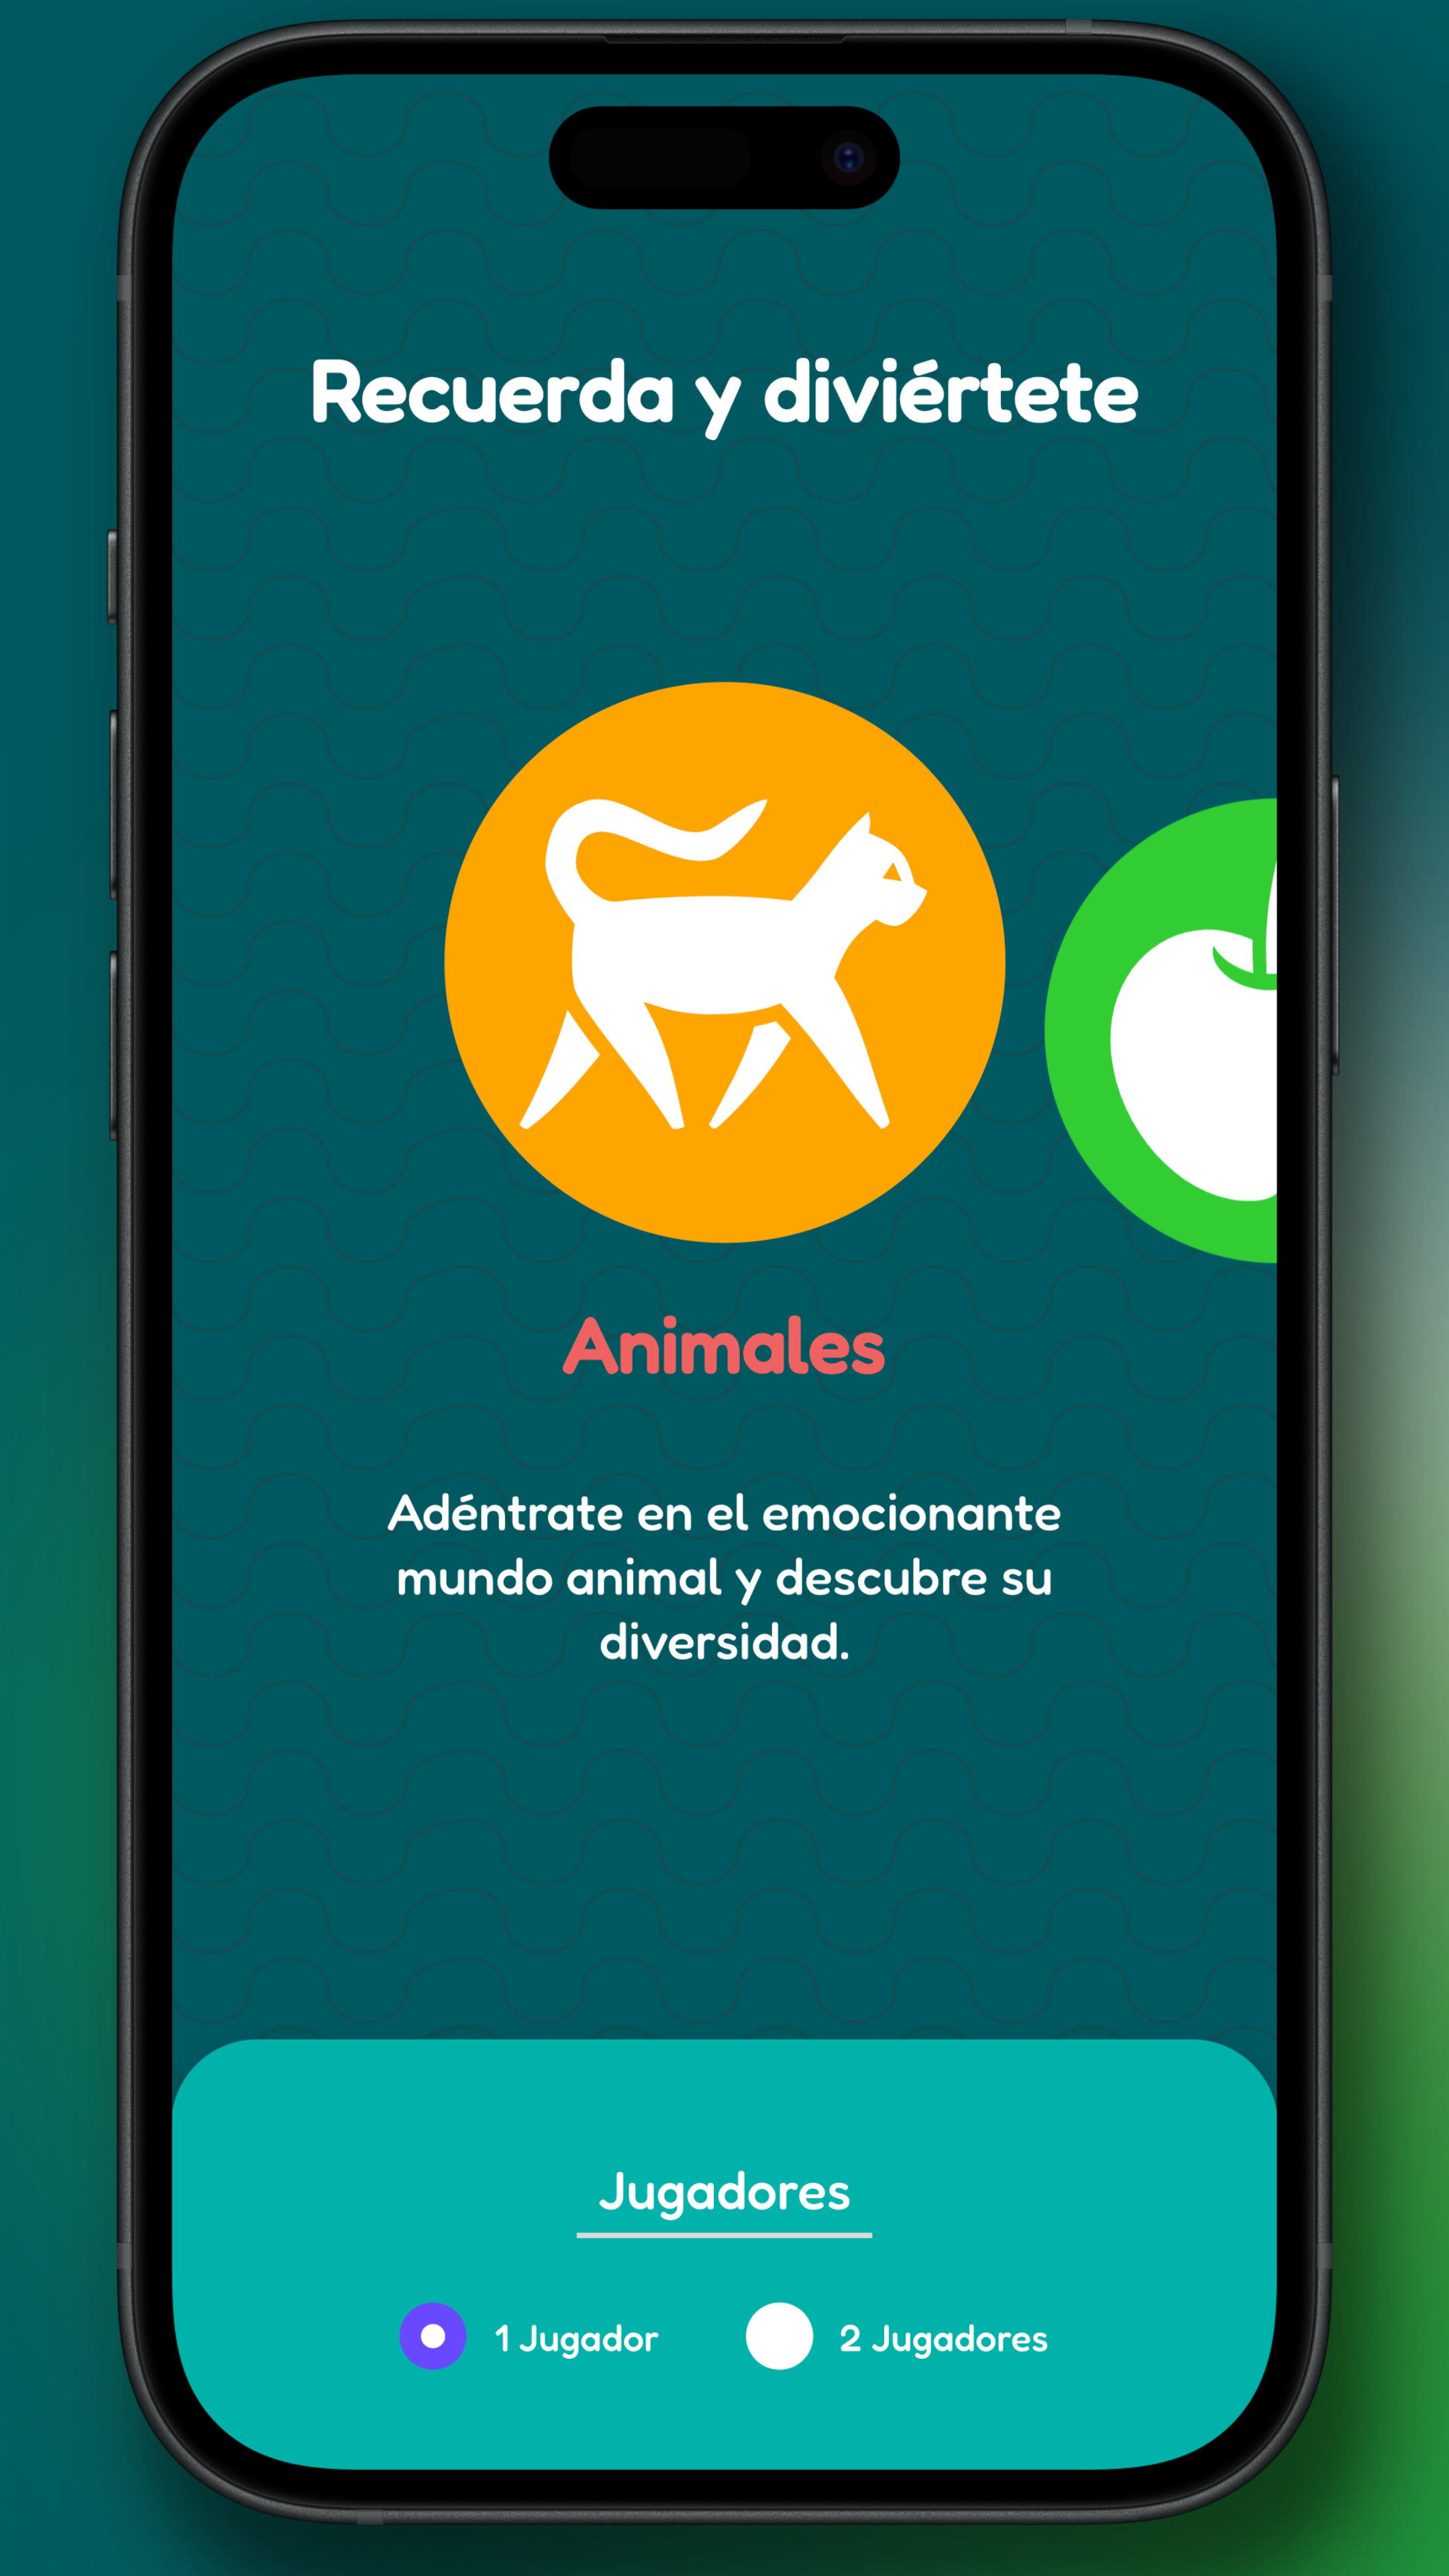 Recuerda y diviértete
Animales
Adéntrate en el emocionante
mundo animal y descubre su
diversidad.
Jugadores
1 Jugador
2 Jugadores